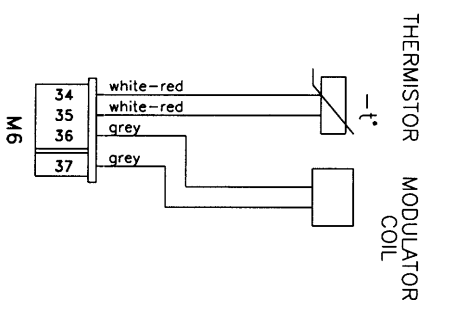 THERMISTOR
-t°
white-red
34
white-red
35
grey
36
grey
37
M6
MODULATOR
COIL